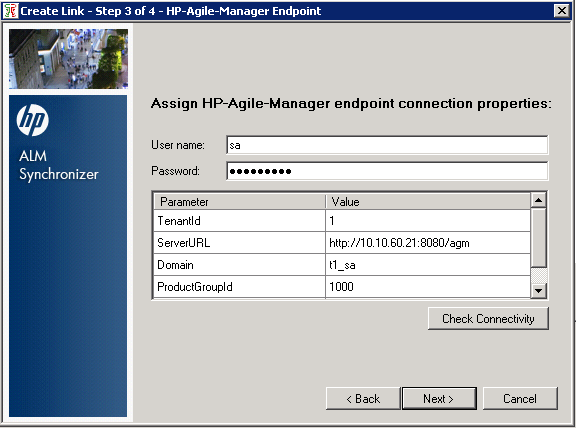 Create Link - Step 3 of 4 - HP-Agile-Manager Endpoint
hp
ALM
Synchronizer
Assign HP-Agile-Manager endpoint connection properties:
User name: sa
Password: ●●●●●●●●●
Parameter Value
TenantId 1
ServerURL http://10.10.60.21:8080/agm
Domain t1_sa
ProductGroupId 1000
Check Connectivity
< Back Next > Cancel